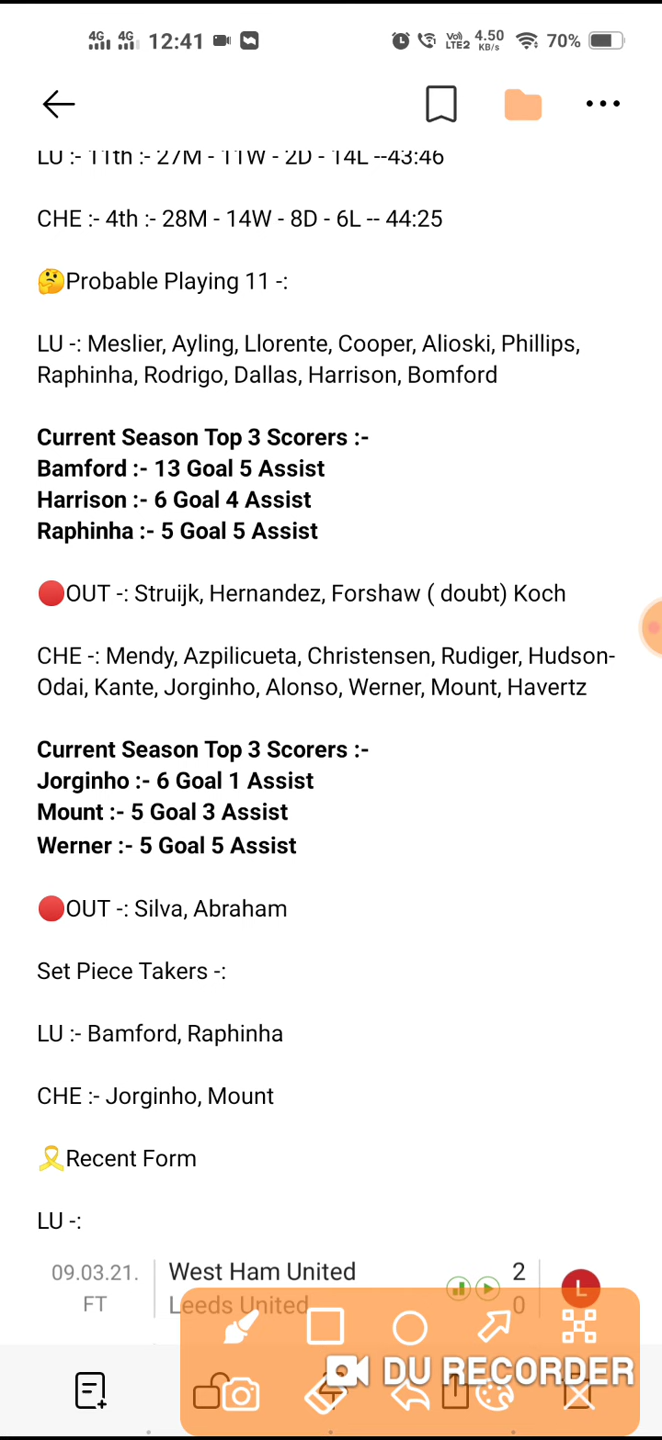 4G 4G 12:41 Vo) LTE2 4.50 KB/s 70%
LU :- 11th :- 27M - 11W - 2D - 14L --43:46
CHE :- 4th :- 28M - 14W - 8D - 6L -- 44:25
🤔Probable Playing 11 -:
LU -: Meslier, Ayling, Llorente, Cooper, Alioski, Phillips,
Raphinha, Rodrigo, Dallas, Harrison, Bomford
Current Season Top 3 Scorers :-
Bamford :- 13 Goal 5 Assist
Harrison :- 6 Goal 4 Assist
Raphinha :- 5 Goal 5 Assist
🔴OUT -: Struijk, Hernandez, Forshaw ( doubt) Koch
CHE -: Mendy, Azpilicueta, Christensen, Rudiger, Hudson-
Odai, Kante, Jorginho, Alonso, Werner, Mount, Havertz
Current Season Top 3 Scorers :-
Jorginho :- 6 Goal 1 Assist
Mount :- 5 Goal 3 Assist
Werner :- 5 Goal 5 Assist
🔴OUT -: Silva, Abraham
Set Piece Takers -:
LU :- Bamford, Raphinha
CHE :- Jorginho, Mount
🎗Recent Form
LU -:
09.03.21. West Ham United 2 L
FT Leeds United 0
DU RECORDER